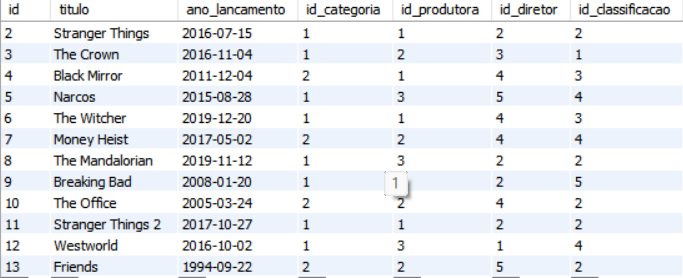 id titulo ano_lancamento id_categoria id_produtora id_diretor id_classificacao
2 Stranger Things 2016-07-15 1 1 2 2
3 The Crown 2016-11-04 1 2 3 1
4 Black Mirror 2011-12-04 2 1 4 3
5 Narcos 2015-08-28 1 3 5 4
6 The Witcher 2019-12-20 1 1 4 3
7 Money Heist 2017-05-02 2 2 4 4
8 The Mandalorian 2019-11-12 1 3 2 2
9 Breaking Bad 2008-01-20 1 1 2 5
10 The Office 2005-03-24 2 2 4 2
11 Stranger Things 2 2017-10-27 1 1 2 2
12 Westworld 2016-10-02 1 3 1 4
13 Friends 1994-09-22 2 2 5 2